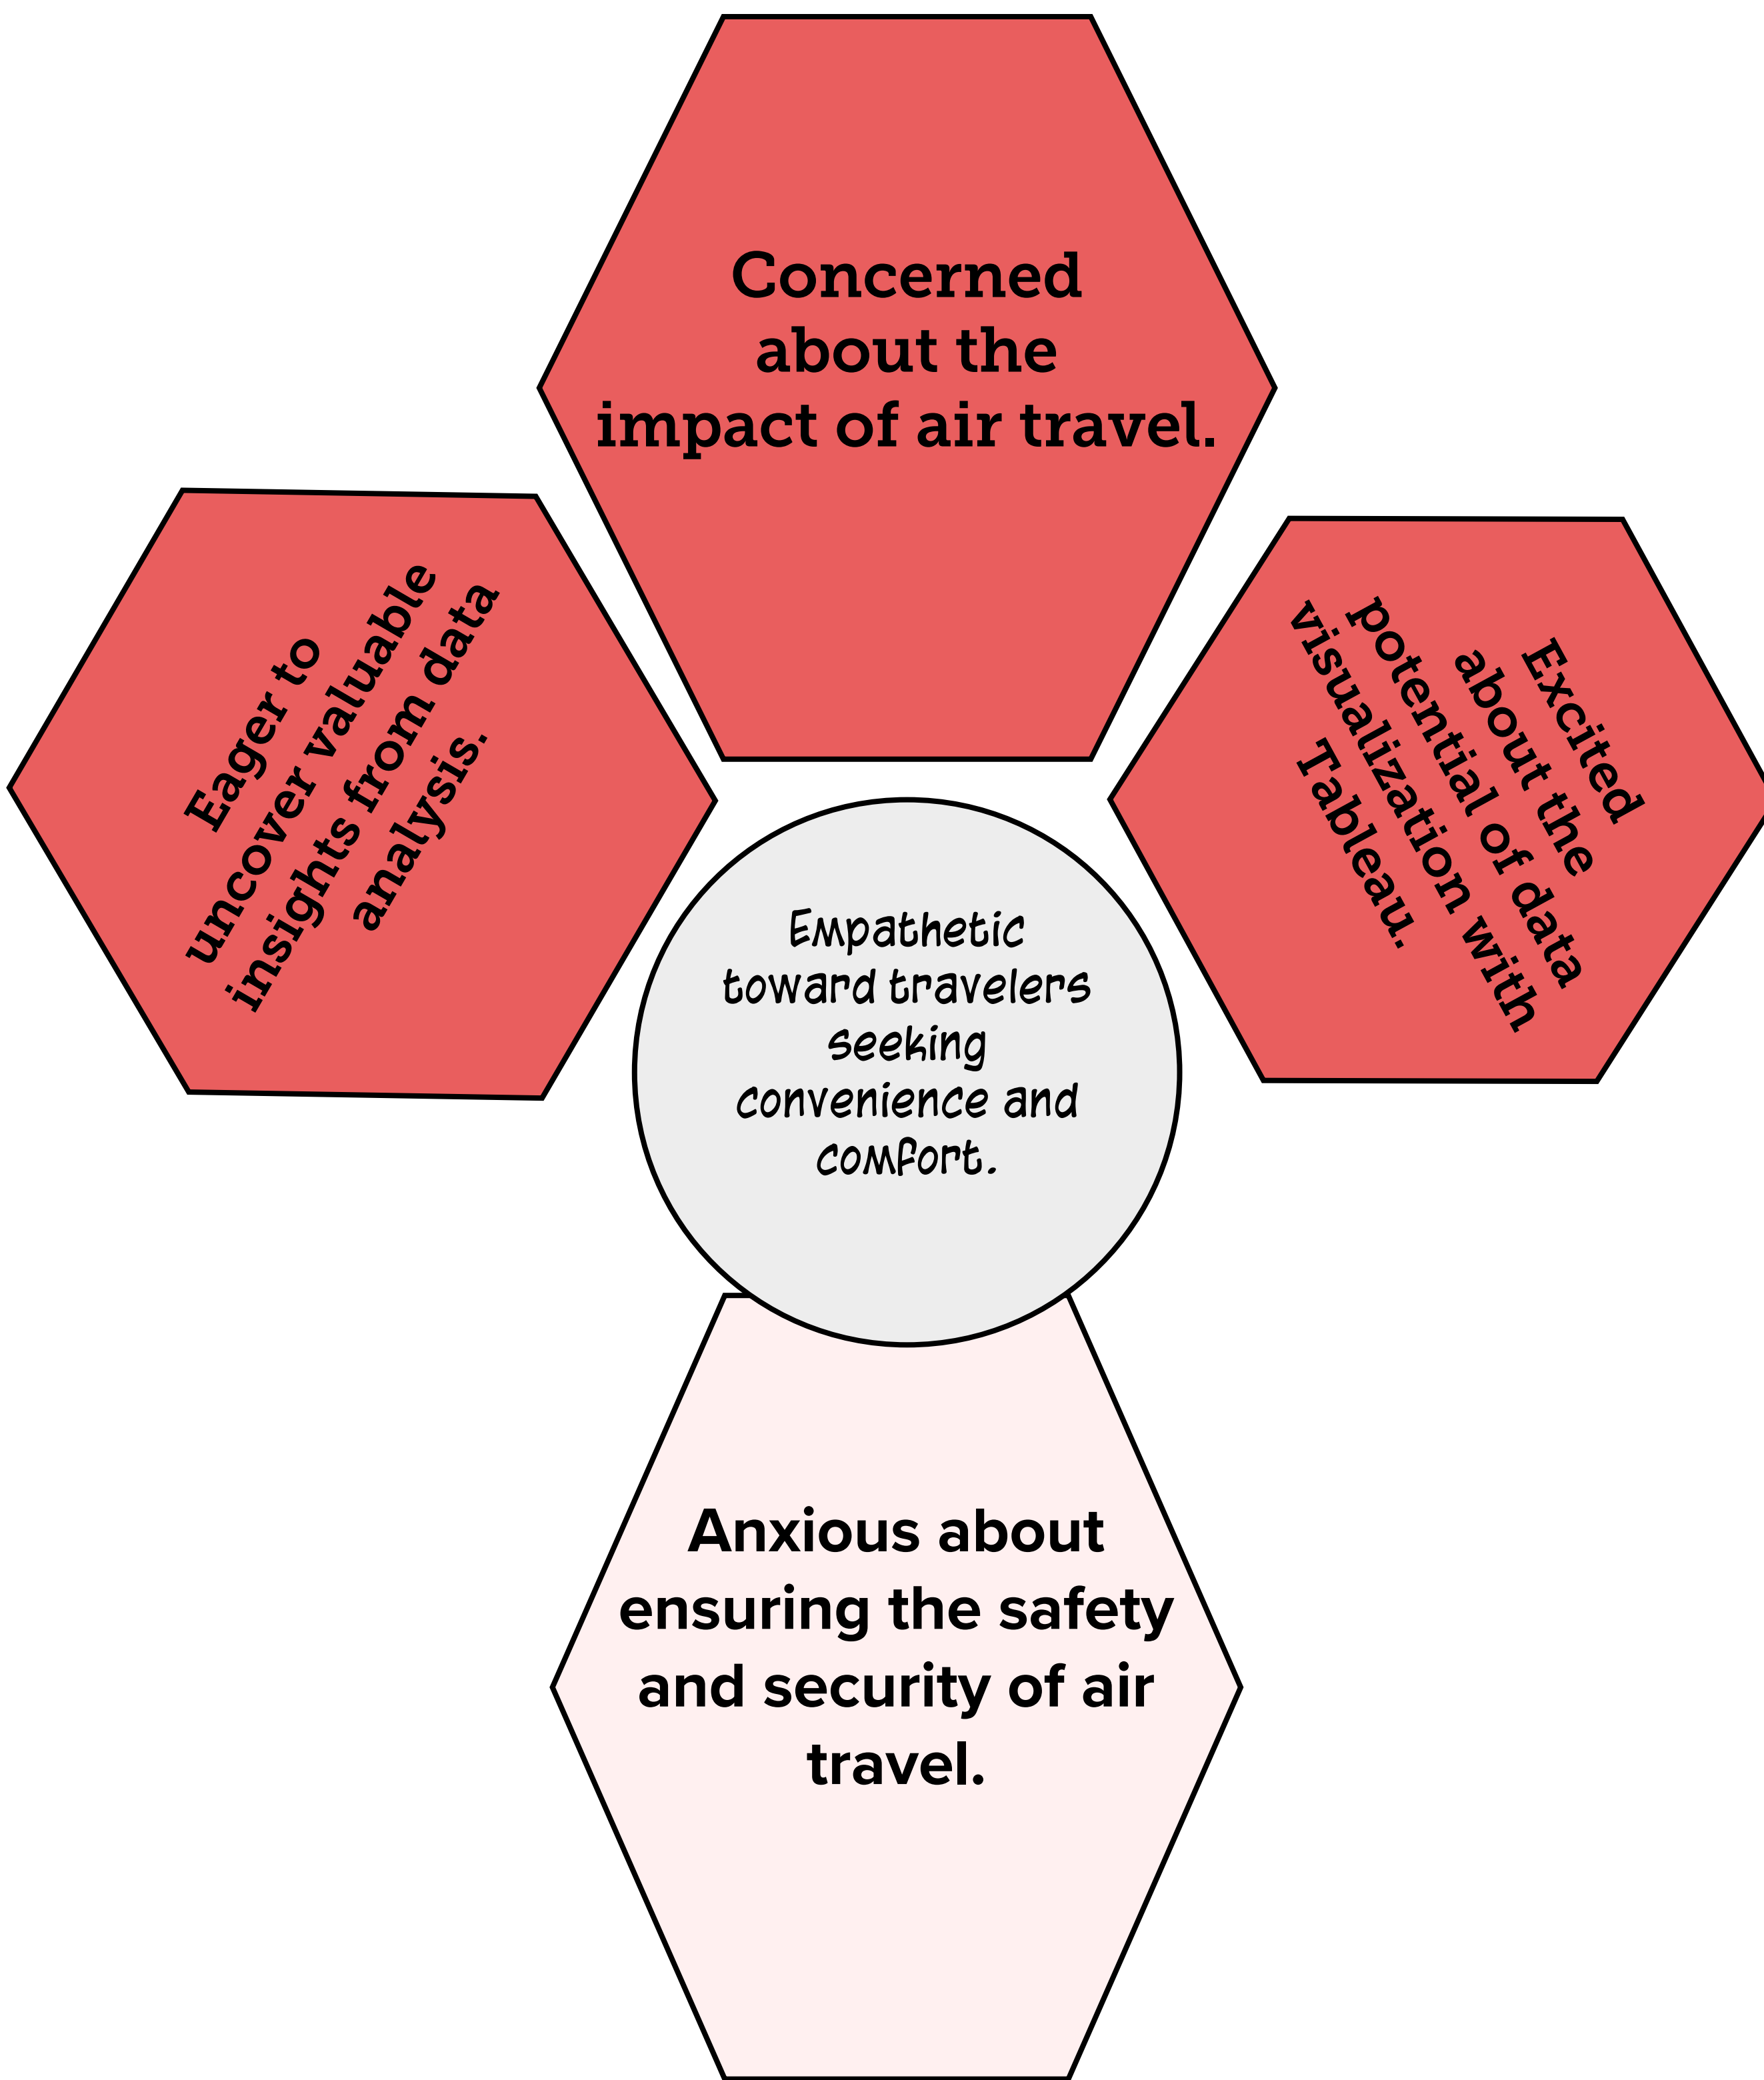 Concerned
about the
impact of air travel.
Eager to
uncover valuable
insights from data
analysis.
Excited
about the
potential of data
visualization with
Tableau.
Empathetic
toward travelers
seeking
convenience and
comfort.
Anxious about
ensuring the safety
and security of air
travel.